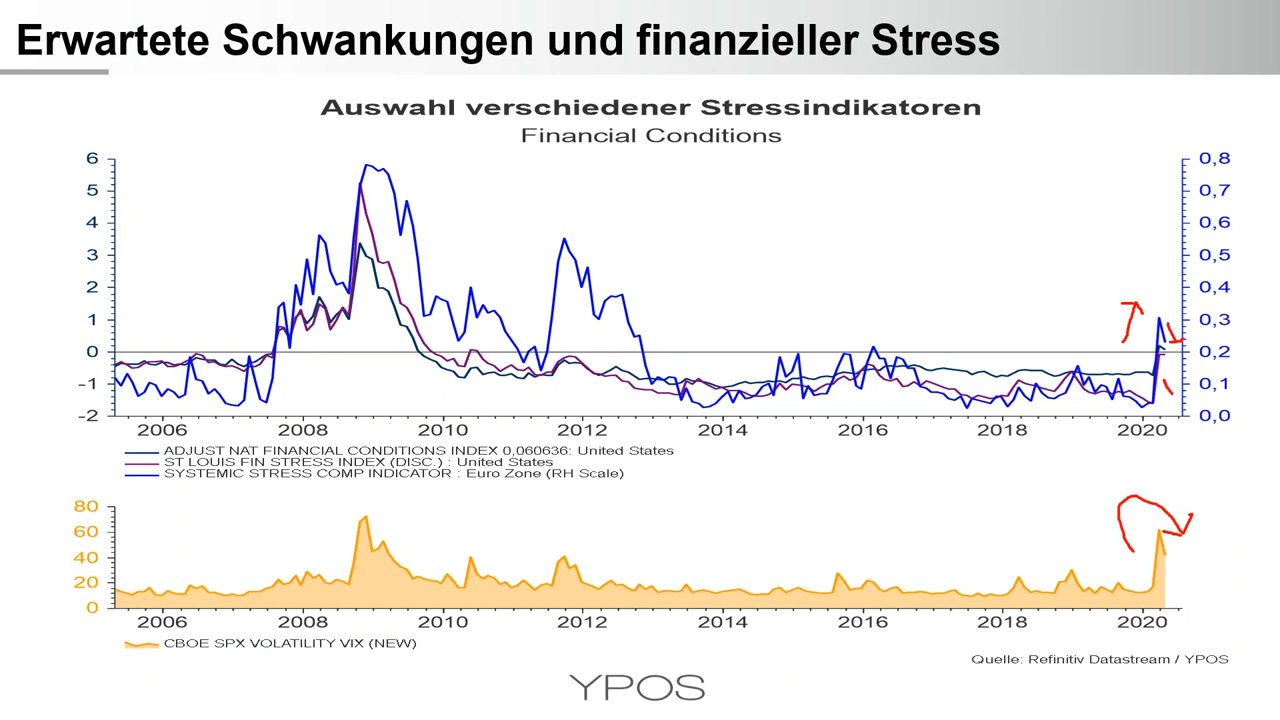 Erwartete Schwankungen und finanzieller Stress
Auswahl verschiedener Stressindikatoren
Financial Conditions
6
5
4
3
2
1
0
-1
-2
0,8
0,7
0,6
0,5
0,4
0,3
0,2
0,1
0,0
2006 2008 2010 2012 2014 2016 2018 2020
ADJUST NAT FINANCIAL CONDITIONS INDEX 0,060636: United States
ST LOUIS FIN STRESS INDEX (DISC.) : United States
SYSTEMIC STRESS COMP INDICATOR : Euro Zone (RH Scale)
80
60
40
20
0
2006 2008 2010 2012 2014 2016 2018 2020
CBOE SPX VOLATILITY VIX (NEW)
Quelle: Refinitiv Datastream / YPOS
YPOS